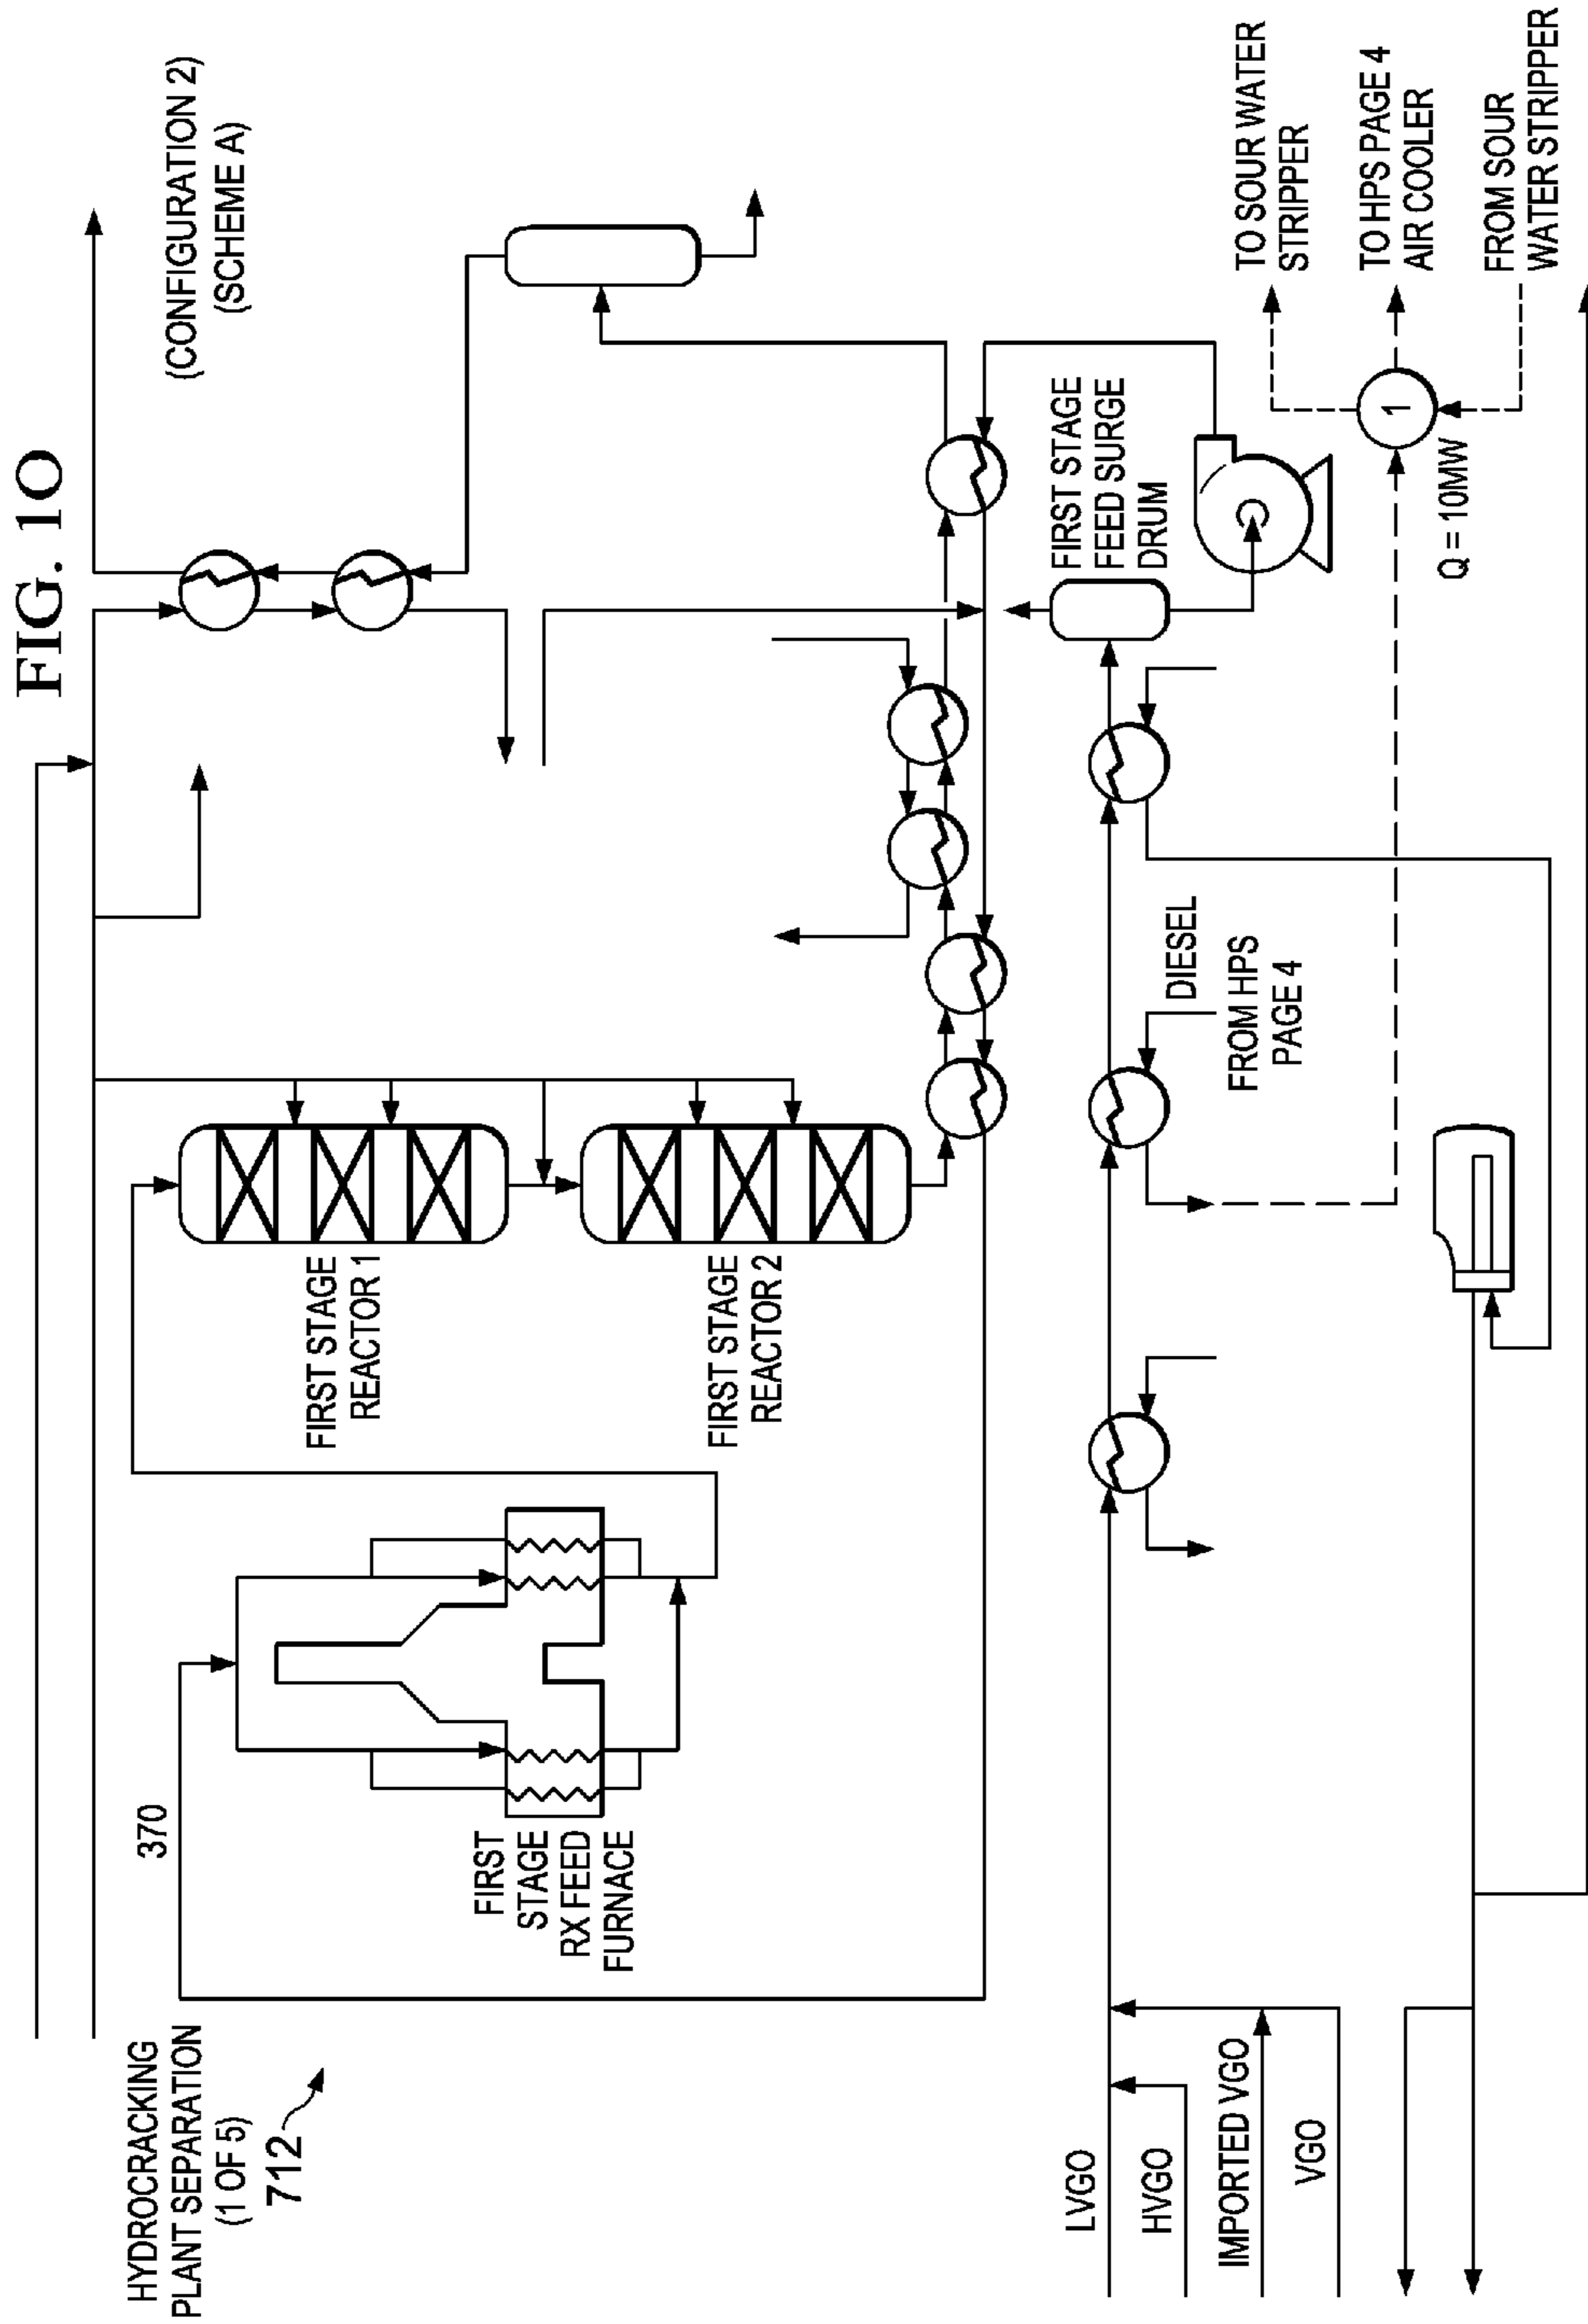 FIG. 1O
(CONFIGURATION 2)
(SCHEME A)
HYDROCRACKING
PLANT SEPARATION
(1 OF 5)
712
370
FIRST
STAGE
RX FEED
FURNACE
FIRST STAGE
REACTOR 1
FIRST STAGE
REACTOR 2
FIRST STAGE
FEED SURGE
DRUM
LVGO
HVGO
IMPORTED VGO
VGO
DIESEL
FROM HPS
PAGE 4
Q = 10MW
1
TO SOUR WATER
STRIPPER
TO HPS PAGE 4
AIR COOLER
FROM SOUR
WATER STRIPPER